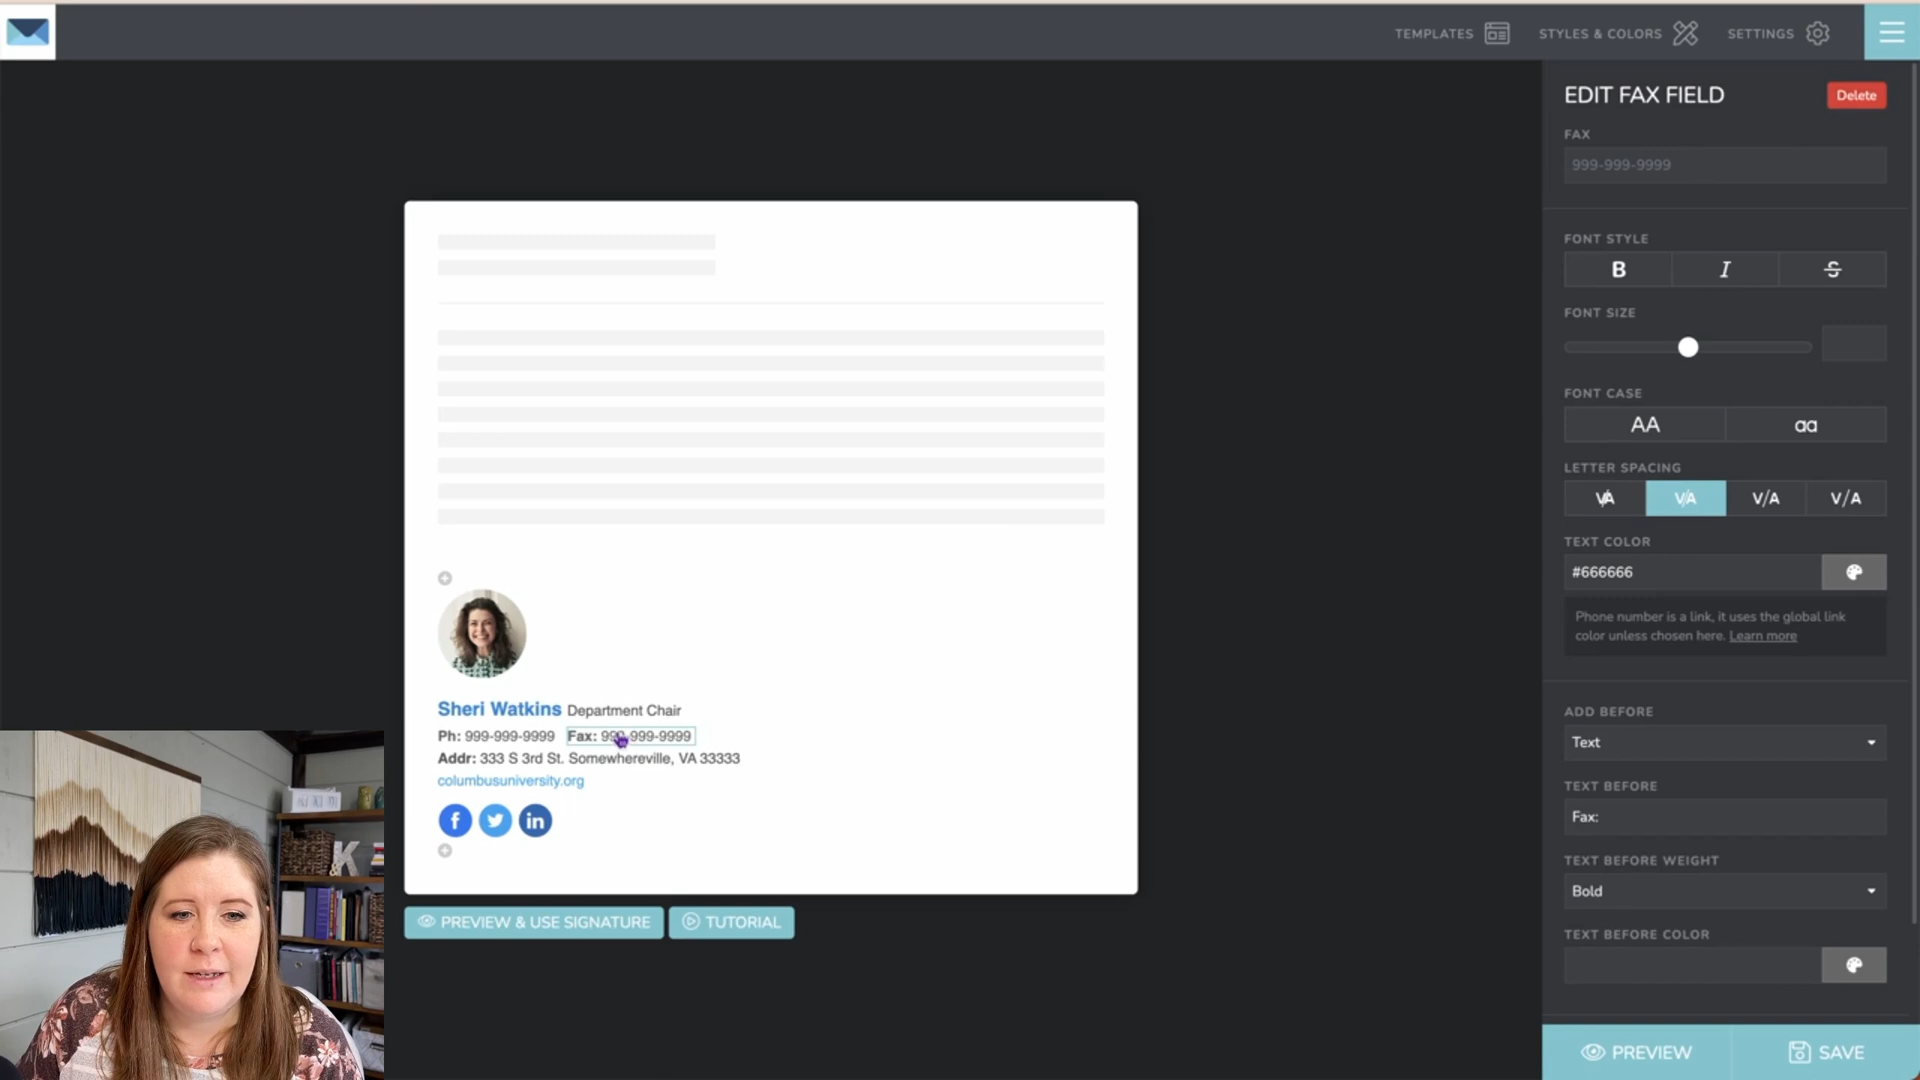 TEMPLATES
STYLES & COLORS
SETTINGS
EDIT FAX FIELD
Delete
FAX
999-999-9999
FONT STYLE
B I S
FONT SIZE
FONT CASE
AA aa
LETTER SPACING
V/A V/A V/A V/A
TEXT COLOR
#666666
Phone number is a link, it uses the global link
color unless chosen here. Learn more
ADD BEFORE
Text
TEXT BEFORE
Fax:
TEXT BEFORE WEIGHT
Bold
TEXT BEFORE COLOR
PREVIEW
SAVE
Sheri Watkins Department Chair
Ph: 999-999-9999 Fax: 999-999-9999
Addr: 333 S 3rd St. Somewhereville, VA 33333
columbusuniversity.org
f in
PREVIEW & USE SIGNATURE
TUTORIAL
K